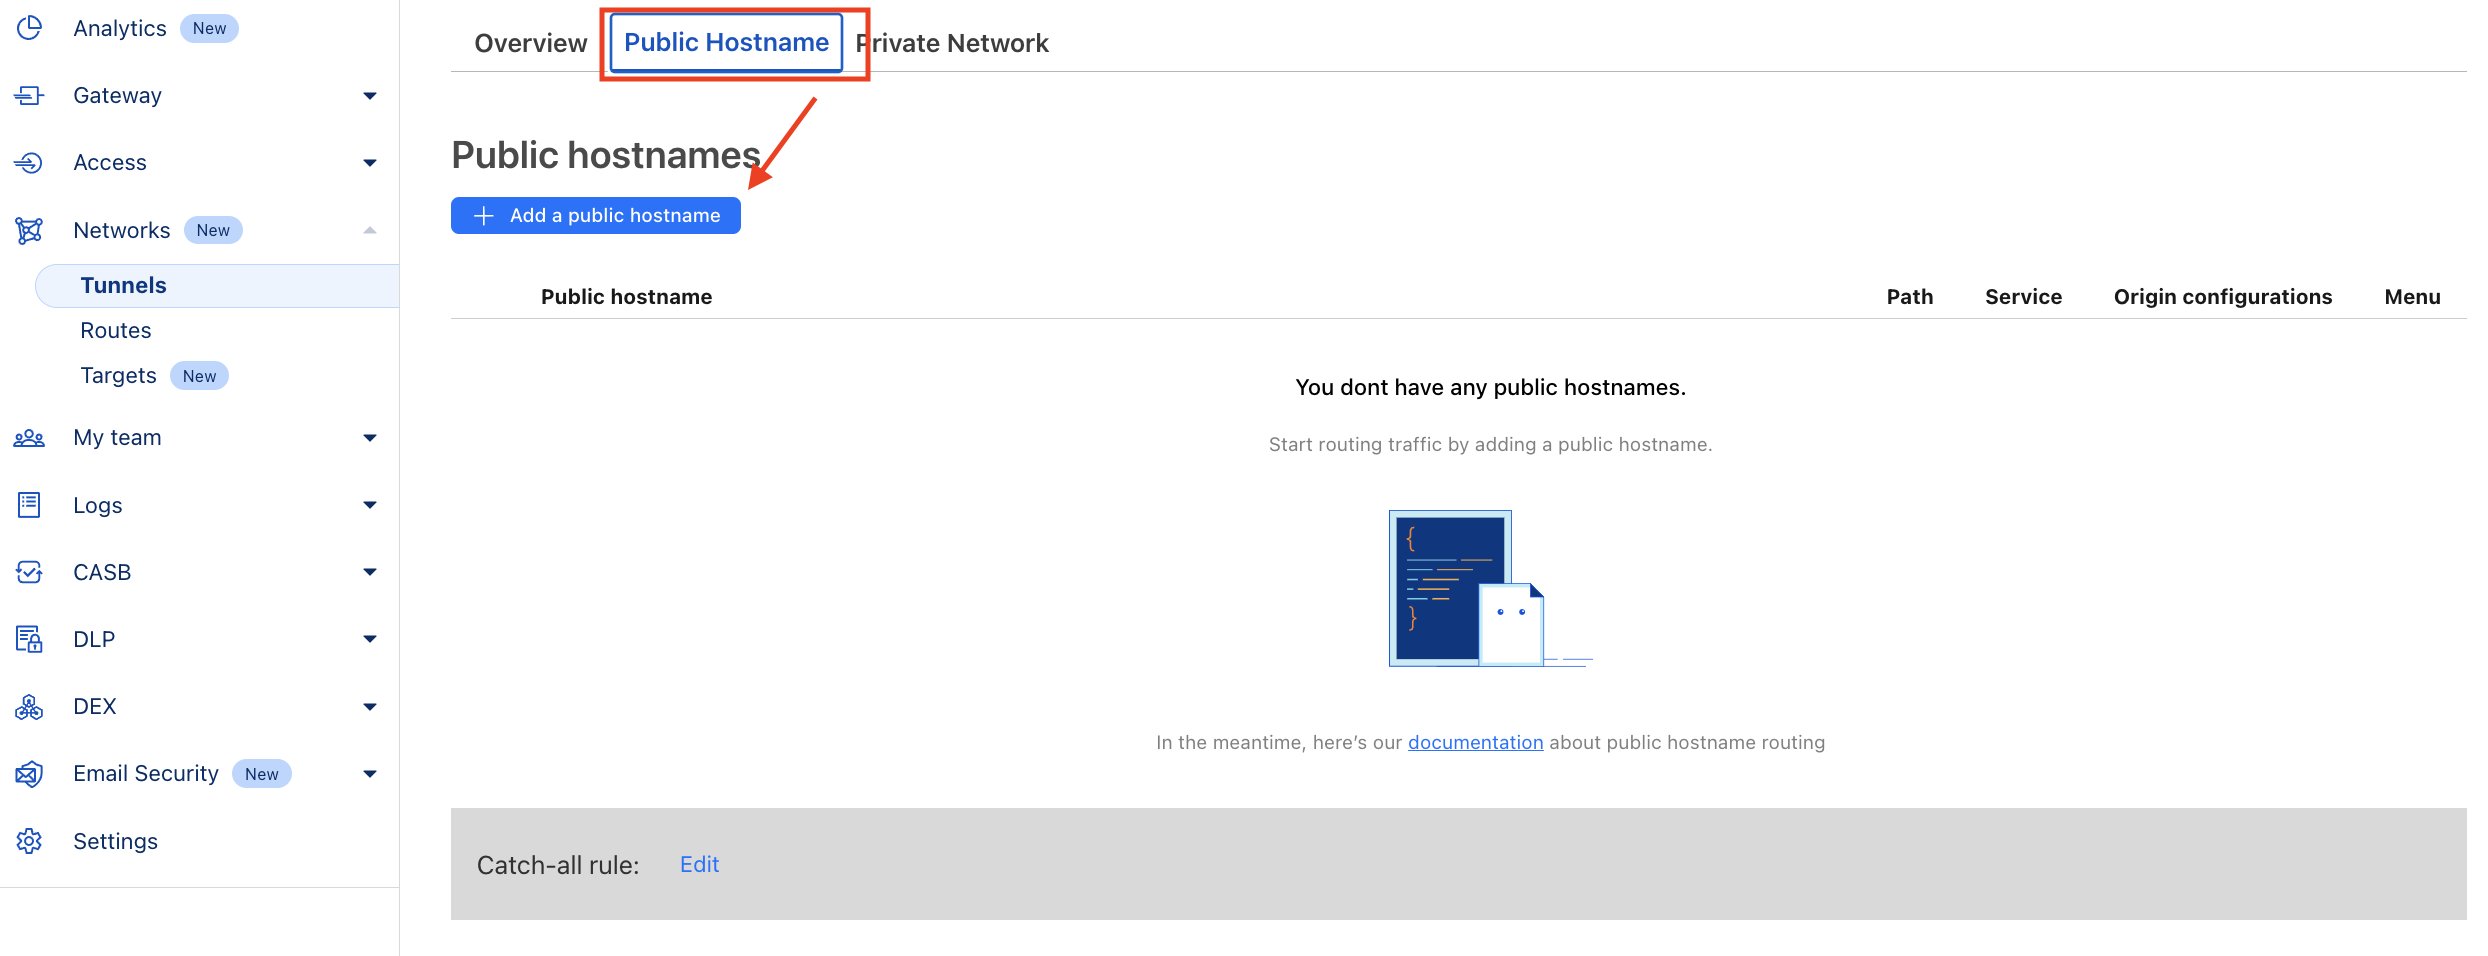 Analytics New
Gateway
Access
Networks New
Tunnels
Routes
Targets New
My team
Logs
CASB
DLP
DEX
Email Security New
Settings
Overview Public Hostname Private Network
Public hostnames
+ Add a public hostname
Public hostname Path Service Origin configurations Menu
You dont have any public hostnames.
Start routing traffic by adding a public hostname.
{
}
In the meantime, here's our documentation about public hostname routing
Catch-all rule: Edit